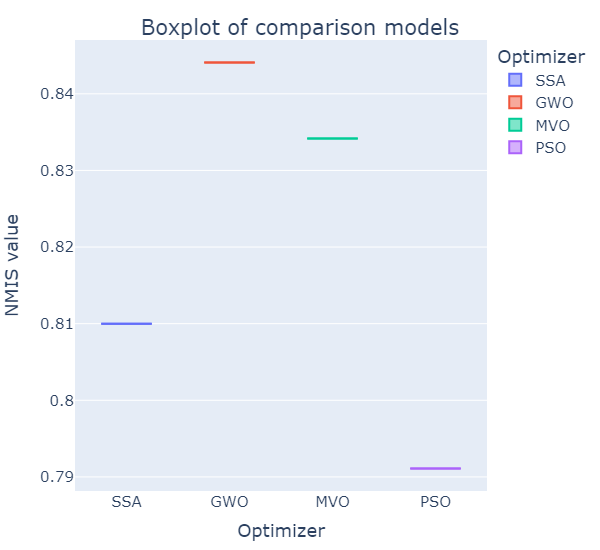 Boxplot of comparison models
NMIS value
0.84
0.83
0.82
0.81
0.8
0.79
SSA
GWO
MVO
PSO
Optimizer
Optimizer
SSA
GWO
MVO
PSO